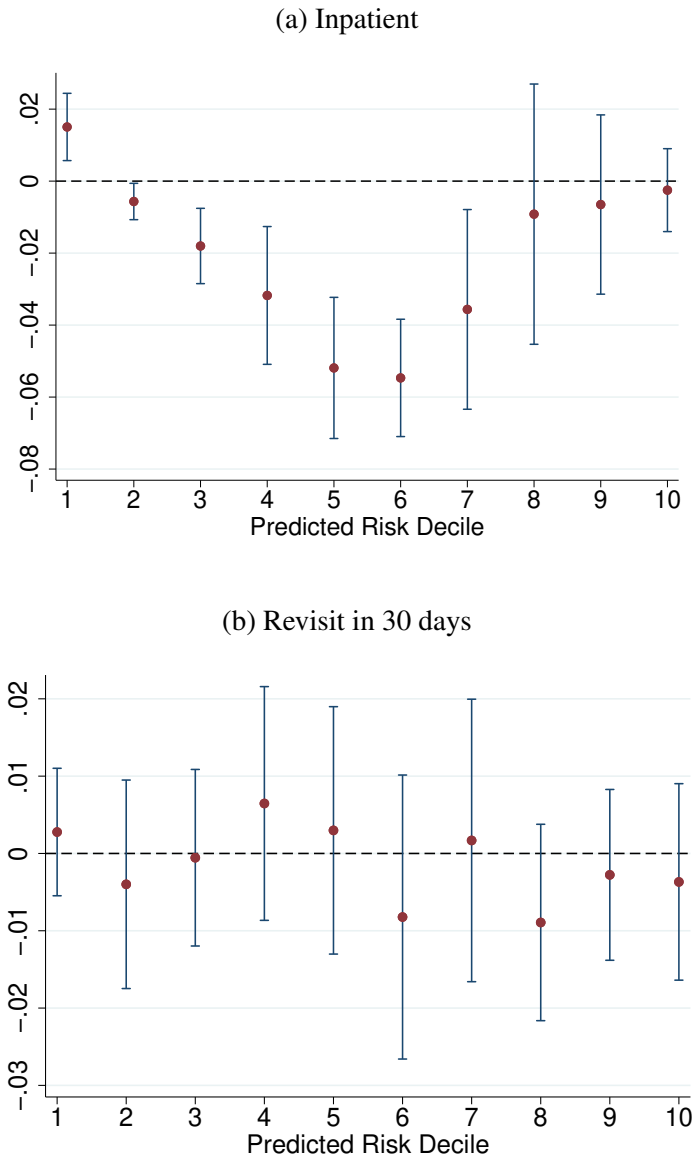 (a) Inpatient
.02
0
−.02
−.04
−.06
−.08
1 2 3 4 5 6 7 8 9 10
Predicted Risk Decile
(b) Revisit in 30 days
.02
.01
0
−.01
−.02
−.03
1 2 3 4 5 6 7 8 9 10
Predicted Risk Decile